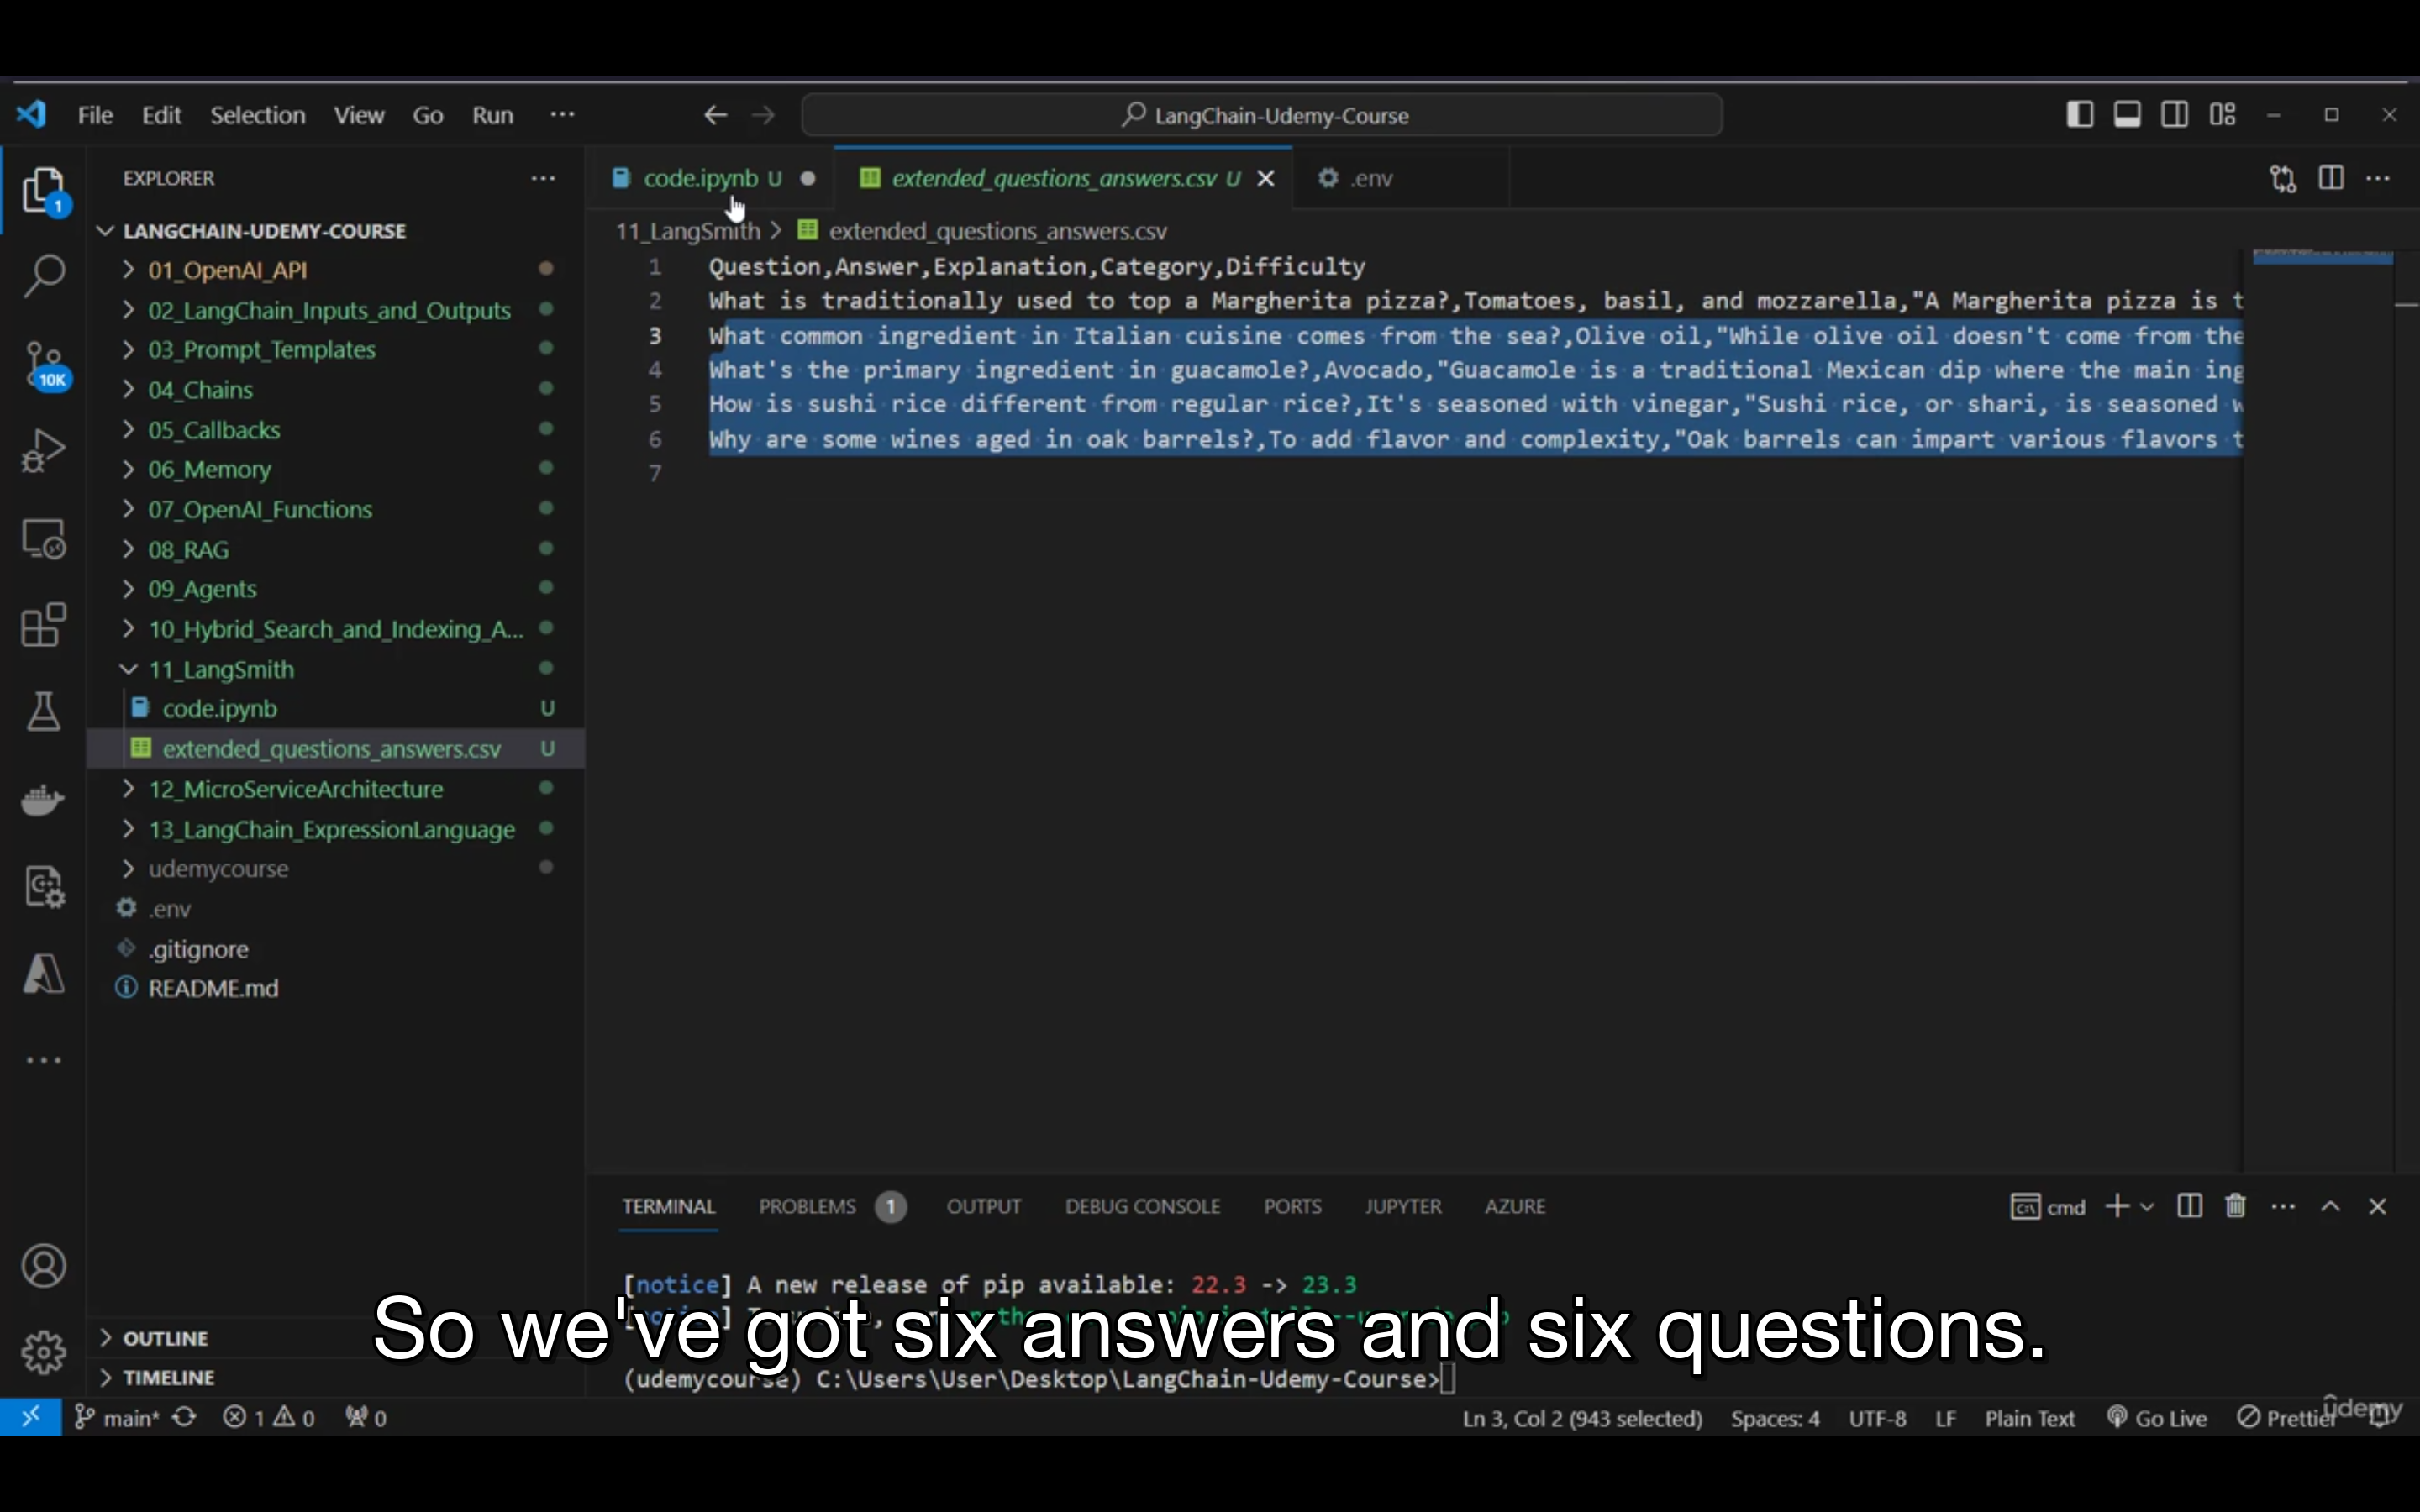 File Edit Selection View Go Run ··· LangChain-Udemy-Course
EXPLORER ···
1
LANGCHAIN-UDEMY-COURSE
01_OpenAI_API
02_LangChain_Inputs_and_Outputs
03_Prompt_Templates
10K
04_Chains
05_Callbacks
06_Memory
07_OpenAI_Functions
08_RAG
09_Agents
10_Hybrid_Search_and_Indexing_A...
11_LangSmith
code.ipynb U
extended_questions_answers.csv U
12_MicroServiceArchitecture
13_LangChain_ExpressionLanguage
udemycourse
.env
.gitignore
README.md
OUTLINE
TIMELINE
code.ipynb U extended_questions_answers.csv U .env
11_LangSmith > extended_questions_answers.csv
1 Question,Answer,Explanation,Category,Difficulty
2 What is traditionally used to top a Margherita pizza?,Tomatoes, basil, and mozzarella,"A Margherita pizza is t
3 What common ingredient in Italian cuisine comes from the sea?,Olive oil,"While olive oil doesn't come from the
4 What's the primary ingredient in guacamole?,Avocado,"Guacamole is a traditional Mexican dip where the main ing
5 How is sushi rice different from regular rice?,It's seasoned with vinegar,"Sushi rice, or shari, is seasoned w
6 Why are some wines aged in oak barrels?,To add flavor and complexity,"Oak barrels can impart various flavors t
7
TERMINAL PROBLEMS 1 OUTPUT DEBUG CONSOLE PORTS JUPYTER AZURE cmd
[notice] A new release of pip available: 22.3 -> 23.3
So we've got six answers and six questions.
(udemycourse) C:\Users\User\Desktop\LangChain-Udemy-Course>
main* 1 0 0 Ln 3, Col 2 (943 selected) Spaces: 4 UTF-8 LF Plain Text Go Live Prettier
ûdemy